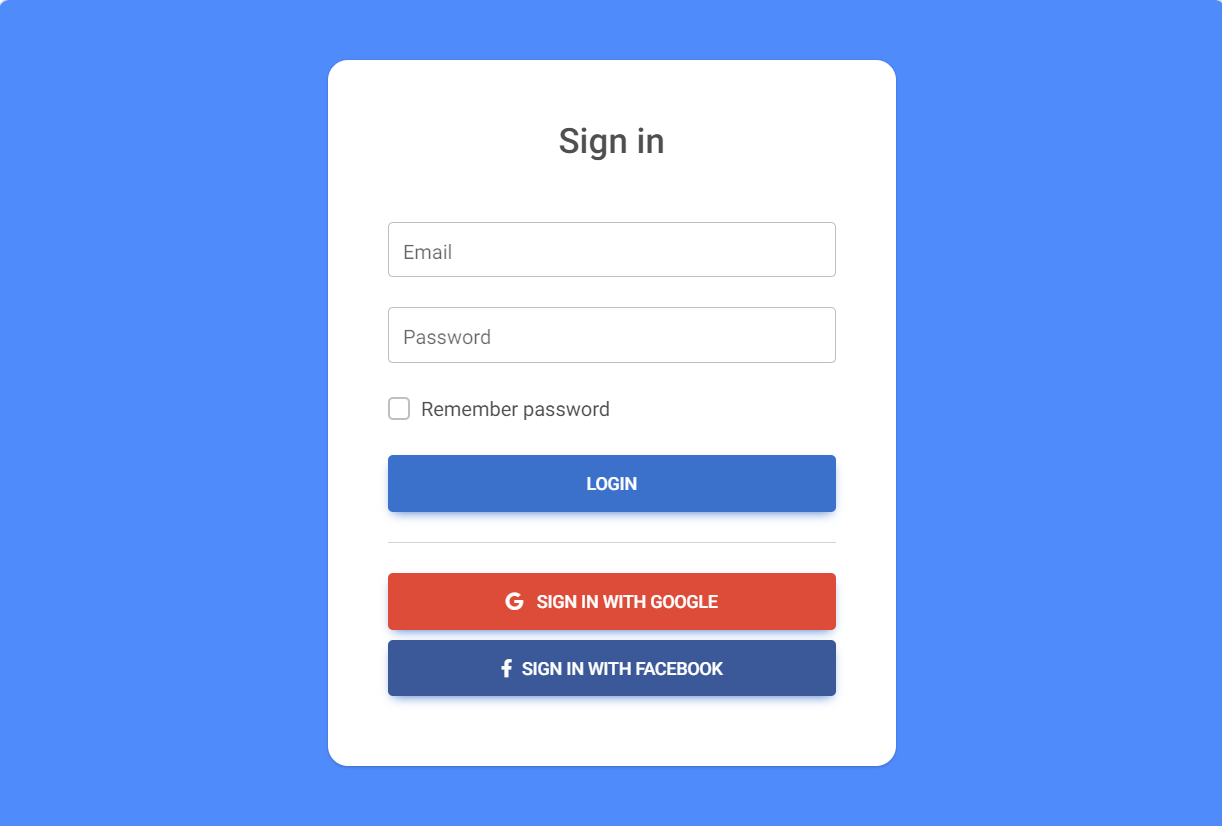 Sign in
Email
Password
Remember password
LOGIN
SIGN IN WITH GOOGLE
SIGN IN WITH FACEBOOK